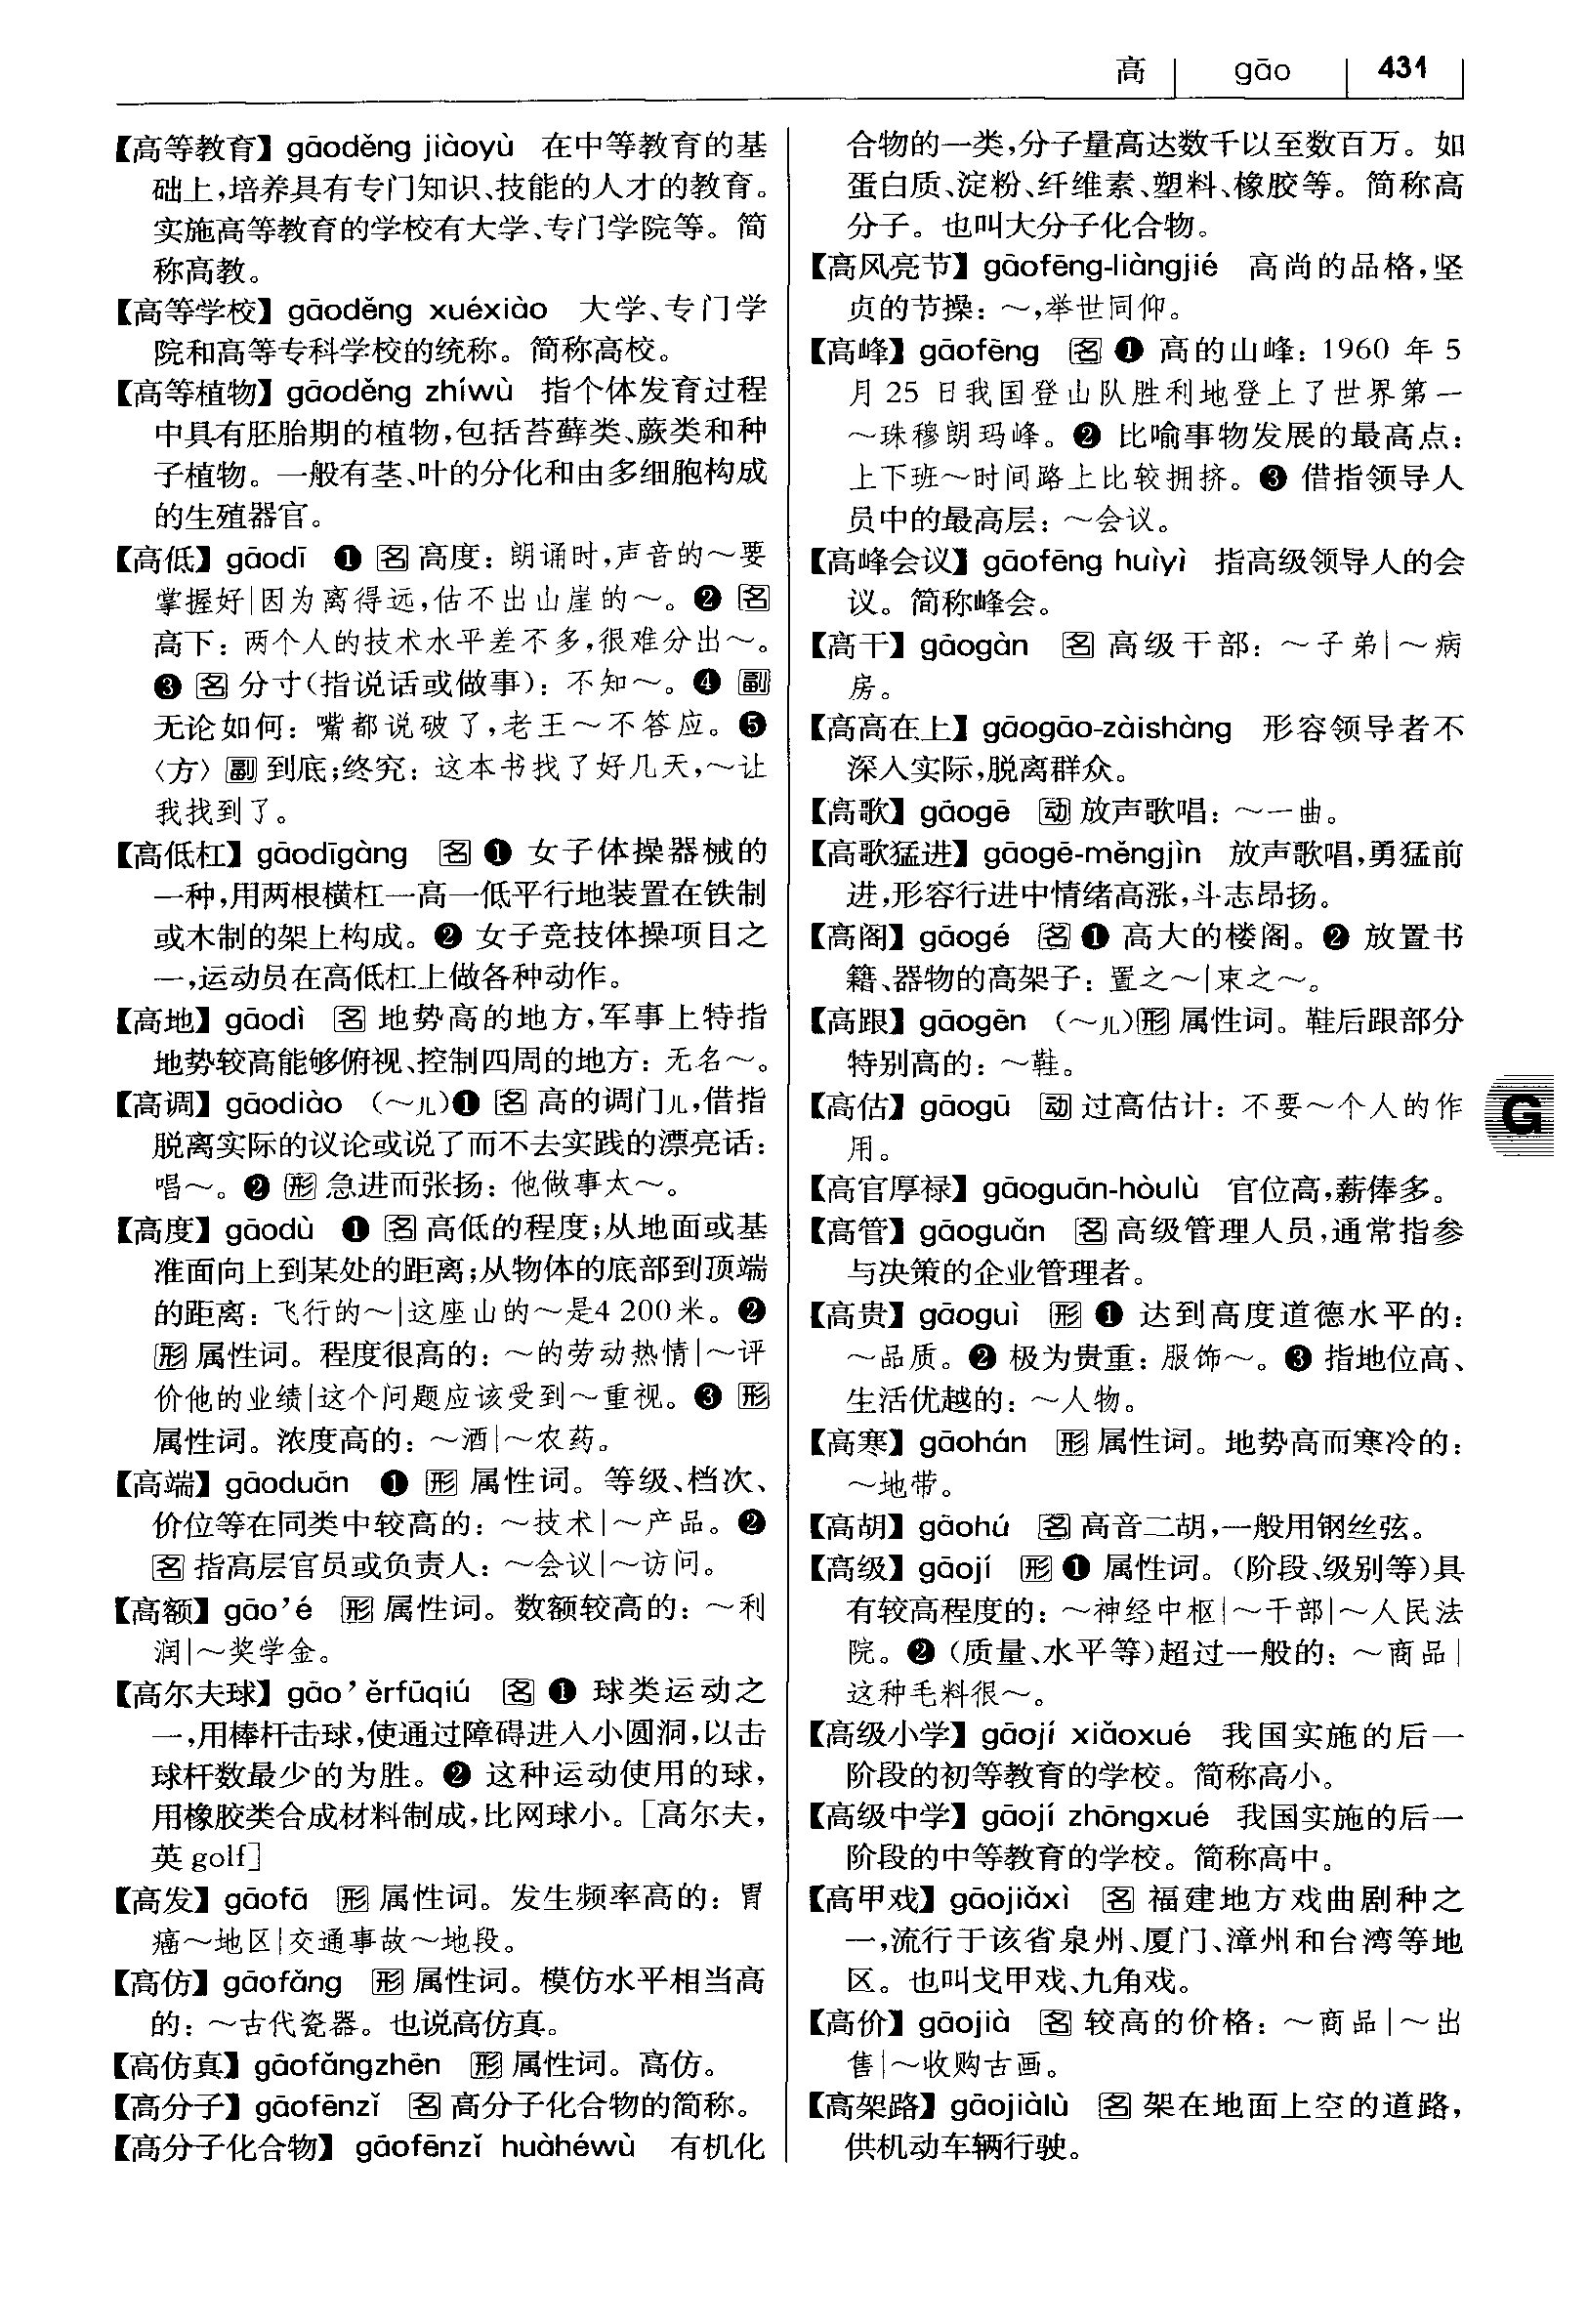 高 gāo 431
【高等教育】gāoděng jiàoyù 在中等教育的基
础上,培养具有专门知识、技能的人才的教育。
实施高等教育的学校有大学、专门学院等。简
称高教。
【高等学校】gāoděng xuéxiào 大学、专门学
院和高等专科学校的统称。简称高校。
【高等植物】gāoděng zhíwù 指个体发育过程
中具有胚胎期的植物,包括苔藓类、蕨类和种
子植物。一般有茎、叶的分化和由多细胞构成
的生殖器官。
【高低】gāodī ❶ 名 高度:朗诵时,声音的~要
掌握好|因为离得远,估不出山崖的~。❷ 名
高下:两个人的技术水平差不多,很难分出~。
❸ 名 分寸(指说话或做事):不知~。❹ 副
无论如何:嘴都说破了,老王~不答应。❺
〈方〉副 到底;终究:这本书找了好几天,~让
我找到了。
【高低杠】gāodīgàng 名 ❶ 女子体操器械的
一种,用两根横杠一高一低平行地装置在铁制
或木制的架上构成。❷ 女子竞技体操项目之
一,运动员在高低杠上做各种动作。
【高地】gāodì 名 地势高的地方,军事上特指
地势较高能够俯视、控制四周的地方:无名~。
【高调】gāodiào (~儿)❶ 名 高的调门儿,借指
脱离实际的议论或说了而不去实践的漂亮话:
唱~。❷ 形 急进而张扬:他做事太~。
【高度】gāodù ❶ 名 高低的程度;从地面或基
准面向上到某处的距离;从物体的底部到顶端
的距离:飞行的~|这座山的~是4 200米。❷
形 属性词。程度很高的:~的劳动热情|~评
价他的业绩|这个问题应该受到~重视。❸ 形
属性词。浓度高的:~酒|~农药。
【高端】gāoduān ❶ 形 属性词。等级、档次、
价位等在同类中较高的:~技术|~产品。❷
名 指高层官员或负责人:~会议|~访问。
【高额】gāo'é 形 属性词。数额较高的:~利
润|~奖学金。
【高尔夫球】gāo'ěrfūqiú 名 ❶ 球类运动之
一,用棒杆击球,使通过障碍进入小圆洞,以击
球杆数最少的为胜。❷ 这种运动使用的球,
用橡胶类合成材料制成,比网球小。[高尔夫,
英 golf]
【高发】gāofā 形 属性词。发生频率高的:胃
癌~地区|交通事故~地段。
【高仿】gāofǎng 形 属性词。模仿水平相当高
的:~古代瓷器。也说高仿真。
【高仿真】gāofǎngzhēn 形 属性词。高仿。
【高分子】gāofēnzǐ 名 高分子化合物的简称。
【高分子化合物】gāofēnzǐ huàhéwù 有机化
合物的一类,分子量高达数千以至数百万。如
蛋白质、淀粉、纤维素、塑料、橡胶等。简称高
分子。也叫大分子化合物。
【高风亮节】gāofēng-liàngjié 高尚的品格,坚
贞的节操:~,举世同仰。
【高峰】gāofēng 名 ❶ 高的山峰:1960 年 5
月 25 日我国登山队胜利地登上了世界第一
~珠穆朗玛峰。❷ 比喻事物发展的最高点:
上下班~时间路上比较拥挤。❸ 借指领导人
员中的最高层:~会议。
【高峰会议】gāofēng huìyì 指高级领导人的会
议。简称峰会。
【高干】gāogàn 名 高级干部:~子弟|~病
房。
【高高在上】gāogāo-zàishàng 形容领导者不
深入实际,脱离群众。
【高歌】gāogē 动 放声歌唱:~一曲。
【高歌猛进】gāogē-měngjìn 放声歌唱,勇猛前
进,形容行进中情绪高涨,斗志昂扬。
【高阁】gāogé 名 ❶ 高大的楼阁。❷ 放置书
籍、器物的高架子:置之~|束之~。
【高跟】gāogēn (~儿)形 属性词。鞋后跟部分
特别高的:~鞋。
【高估】gāogū 动 过高估计:不要~个人的作
用。
【高官厚禄】gāoguān-hòulù 官位高,薪俸多。
【高管】gāoguǎn 名 高级管理人员,通常指参
与决策的企业管理者。
【高贵】gāoguì 形 ❶ 达到高度道德水平的:
~品质。❷ 极为贵重:服饰~。❸ 指地位高、
生活优越的:~人物。
【高寒】gāohán 形 属性词。地势高而寒冷的:
~地带。
【高胡】gāohú 名 高音二胡,一般用钢丝弦。
【高级】gāojí 形 ❶ 属性词。(阶段、级别等)具
有较高程度的:~神经中枢|~干部|~人民法
院。❷ (质量、水平等)超过一般的:~商品|
这种毛料很~。
【高级小学】gāojí xiǎoxué 我国实施的后一
阶段的初等教育的学校。简称高小。
【高级中学】gāojí zhōngxué 我国实施的后一
阶段的中等教育的学校。简称高中。
【高甲戏】gāojiǎxì 名 福建地方戏曲剧种之
一,流行于该省泉州、厦门、漳州和台湾等地
区。也叫戈甲戏、九角戏。
【高价】gāojià 名 较高的价格:~商品|~出
售|~收购古画。
【高架路】gāojiàlù 名 架在地面上空的道路,
供机动车辆行驶。
G